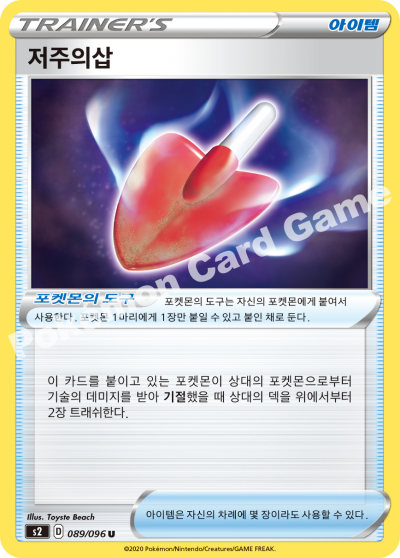 TRAINER'S
아이템
저주의삽
포켓몬의 도구
포켓몬의 도구는 자신의 포켓몬에게 붙여서
사용한다. 포켓몬 1마리에게 1장만 붙일 수 있고 붙인 채로 둔다.
Pokémon Card Game
이 카드를 붙이고 있는 포켓몬이 상대의 포켓몬으로부터
기술의 데미지를 받아 기절했을 때 상대의 덱을 위에서부터
2장 트래쉬한다.
Illus. Toyste Beach
s2 D 089/096 U
아이템은 자신의 차례에 몇 장이라도 사용할 수 있다.
©2020 Pokémon/Nintendo/Creatures/GAME FREAK.